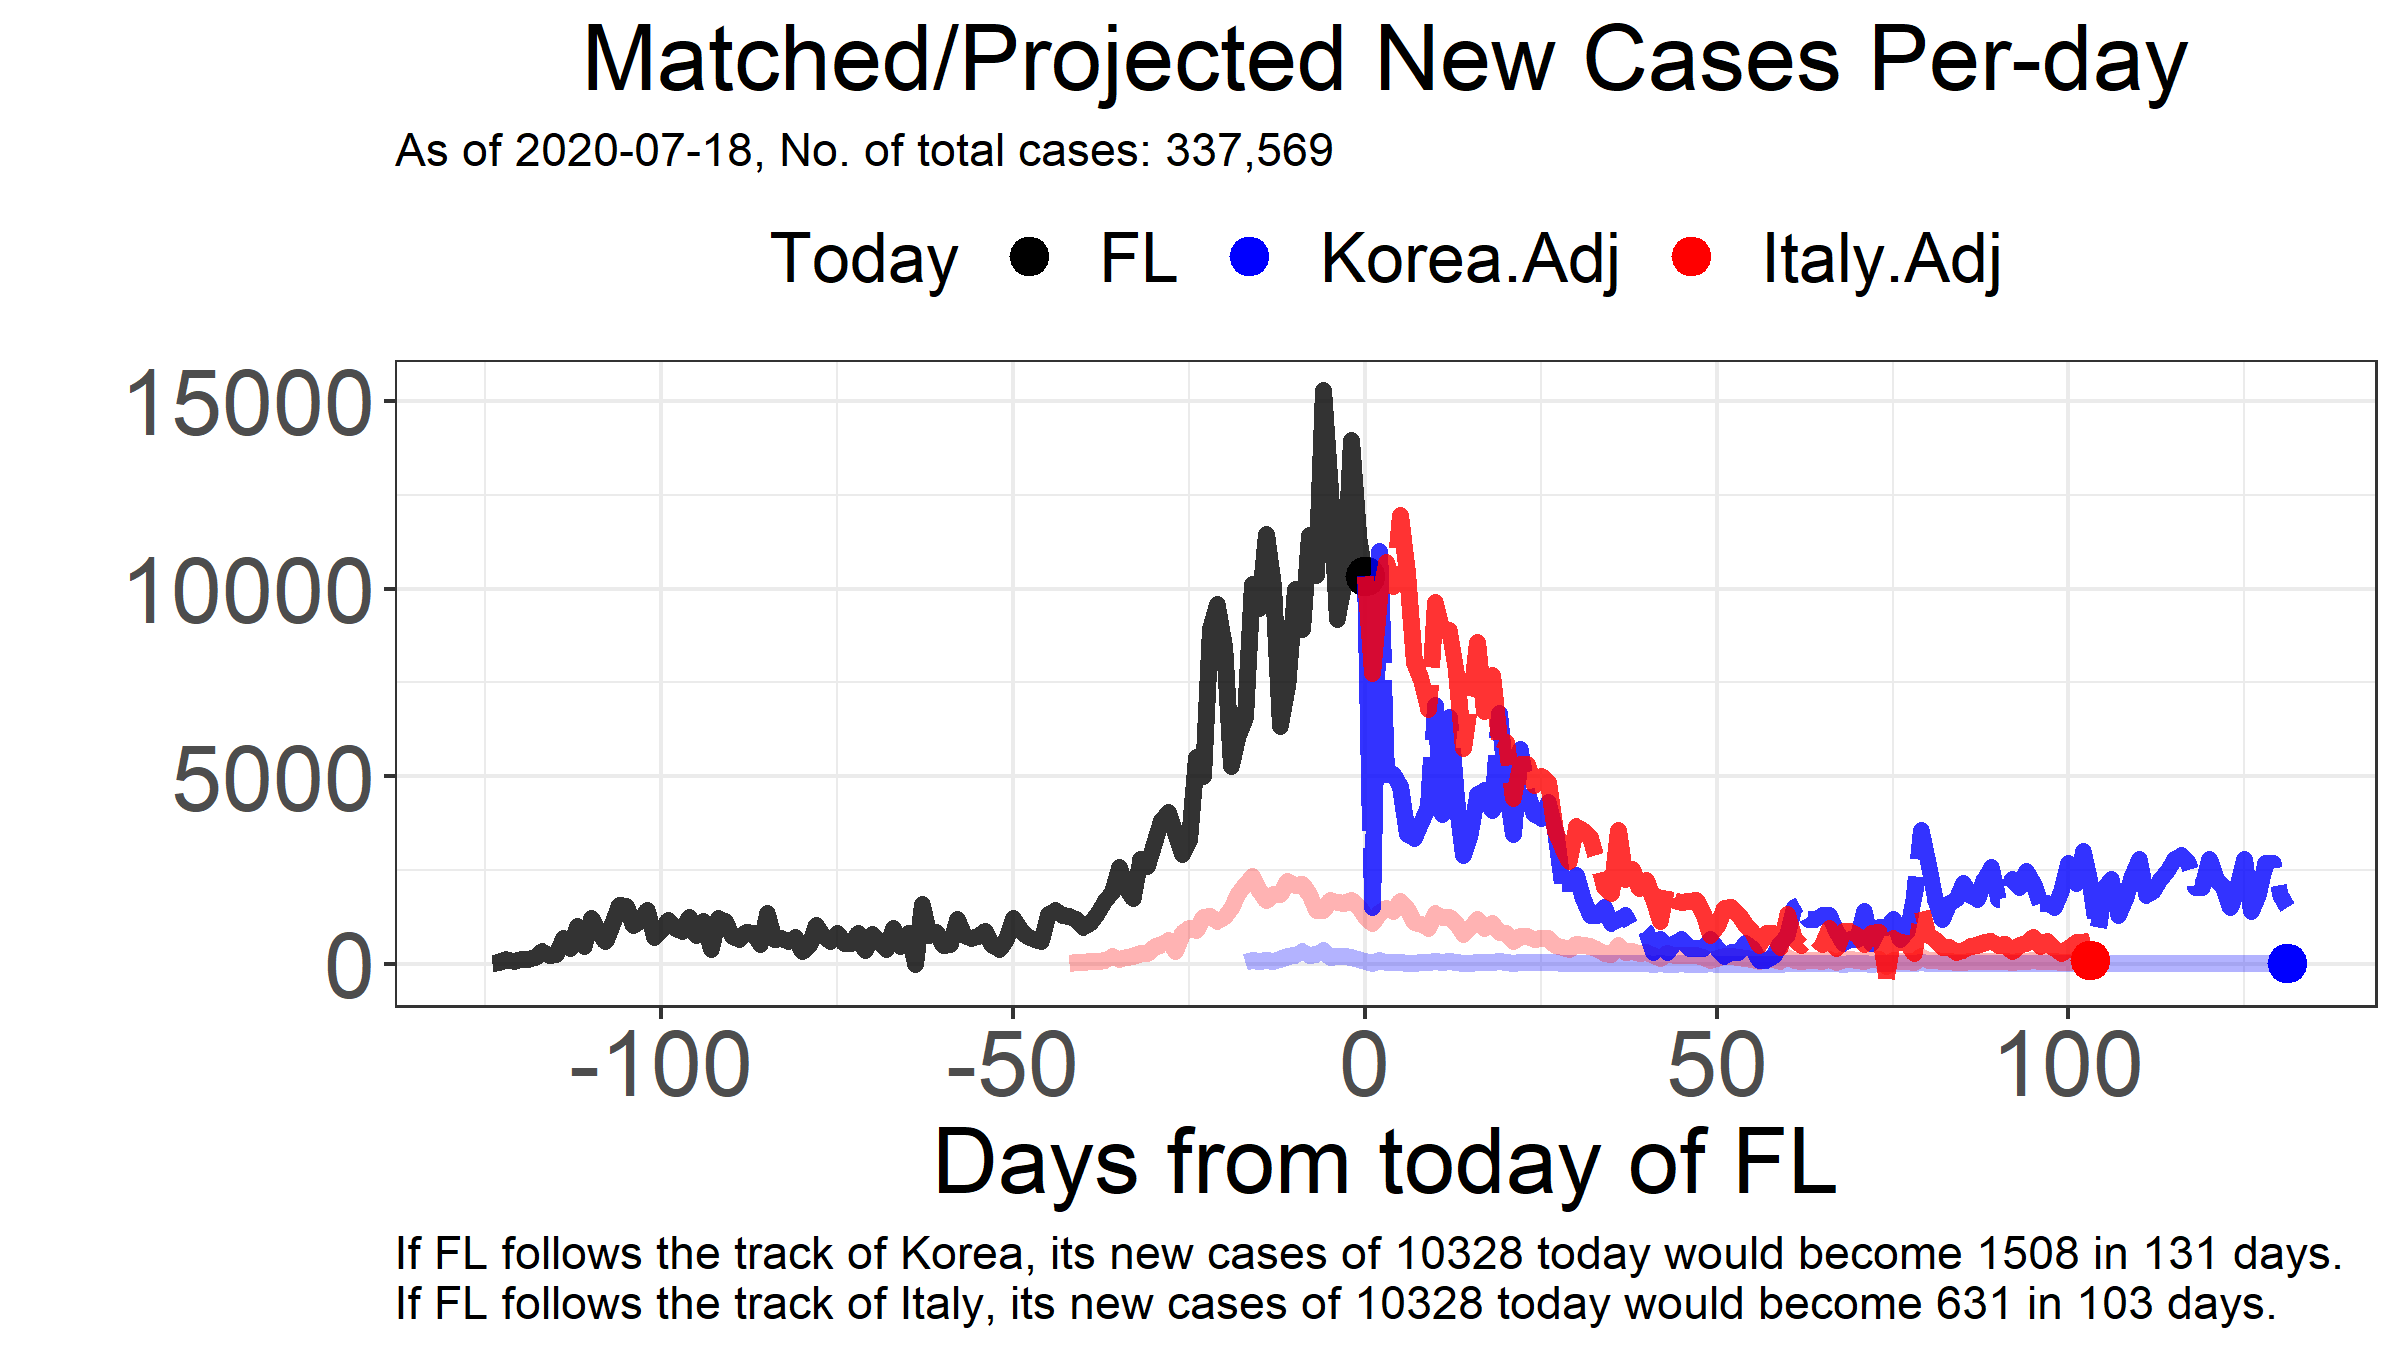 Matched/Projected New Cases Per-day
As of 2020-07-18, No. of total cases: 337,569
Today FL Korea.Adj Italy.Adj
15000
10000
5000
0
-100 -50 0 50 100
Days from today of FL
If FL follows the track of Korea, its new cases of 10328 today would become 1508 in 131 days.
If FL follows the track of Italy, its new cases of 10328 today would become 631 in 103 days.